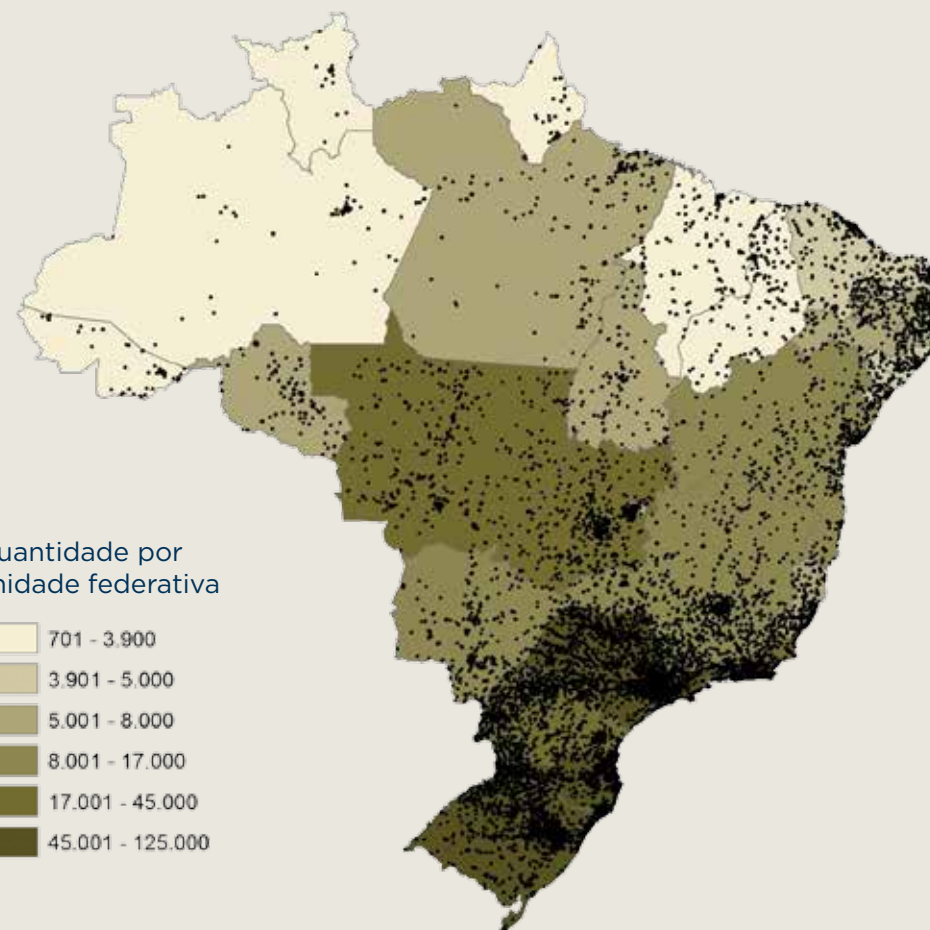 uantidade por
nidade federativa
701 - 3.900
3.901 - 5.000
5.001 - 8.000
8.001 - 17.000
17.001 - 45.000
45.001 - 125.000